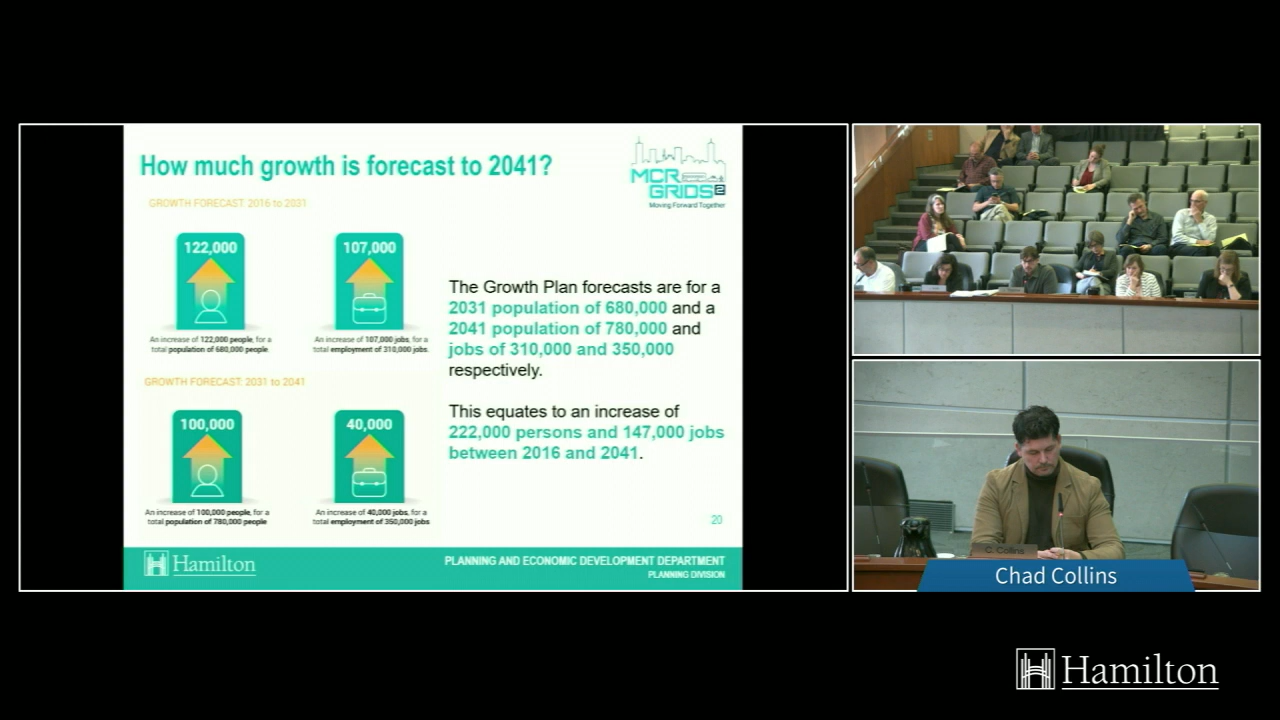 How much growth is forecast to 2041?
MCR
GRIDS 2
Moving Forward Together
GROWTH FORECAST: 2016 to 2031
122,000
107,000
An increase of 122,000 people, for a
total population of 680,000 people.
An increase of 107,000 jobs, for a
total employment of 310,000 jobs.
GROWTH FORECAST: 2031 to 2041
100,000
40,000
An increase of 100,000 people, for a
total population of 780,000 people
An increase of 40,000 jobs, for a
total employment of 350,000 jobs
The Growth Plan forecasts are for a
2031 population of 680,000 and a
2041 population of 780,000 and
jobs of 310,000 and 350,000
respectively.
This equates to an increase of
222,000 persons and 147,000 jobs
between 2016 and 2041.
20
Hamilton
PLANNING AND ECONOMIC DEVELOPMENT DEPARTMENT
PLANNING DIVISION
C. Collins
Chad Collins
Hamilton